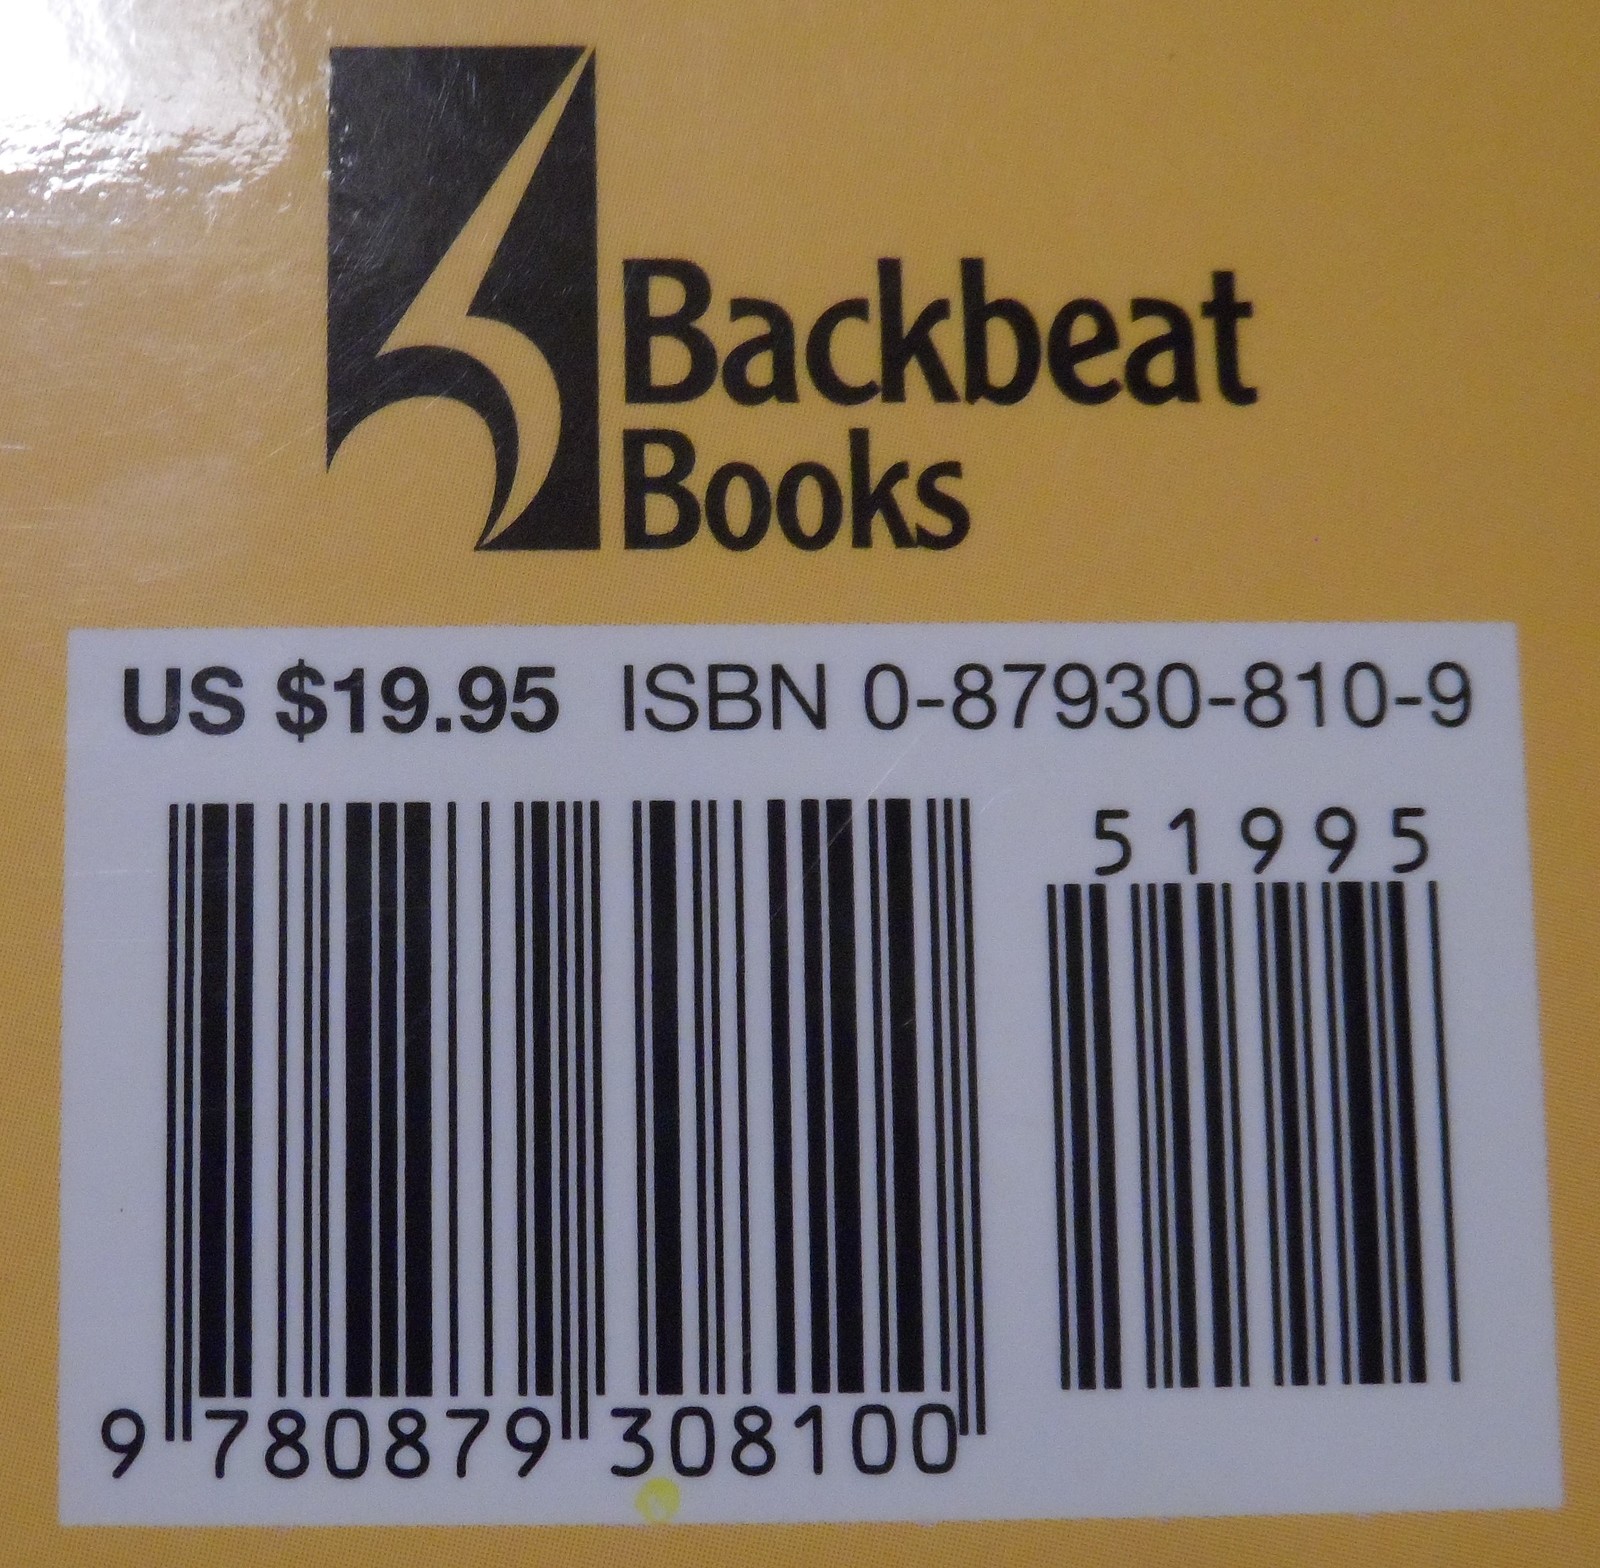 Backbeat
Books
US $19.95 ISBN 0-87930-810-9
51995
9 780879 308100